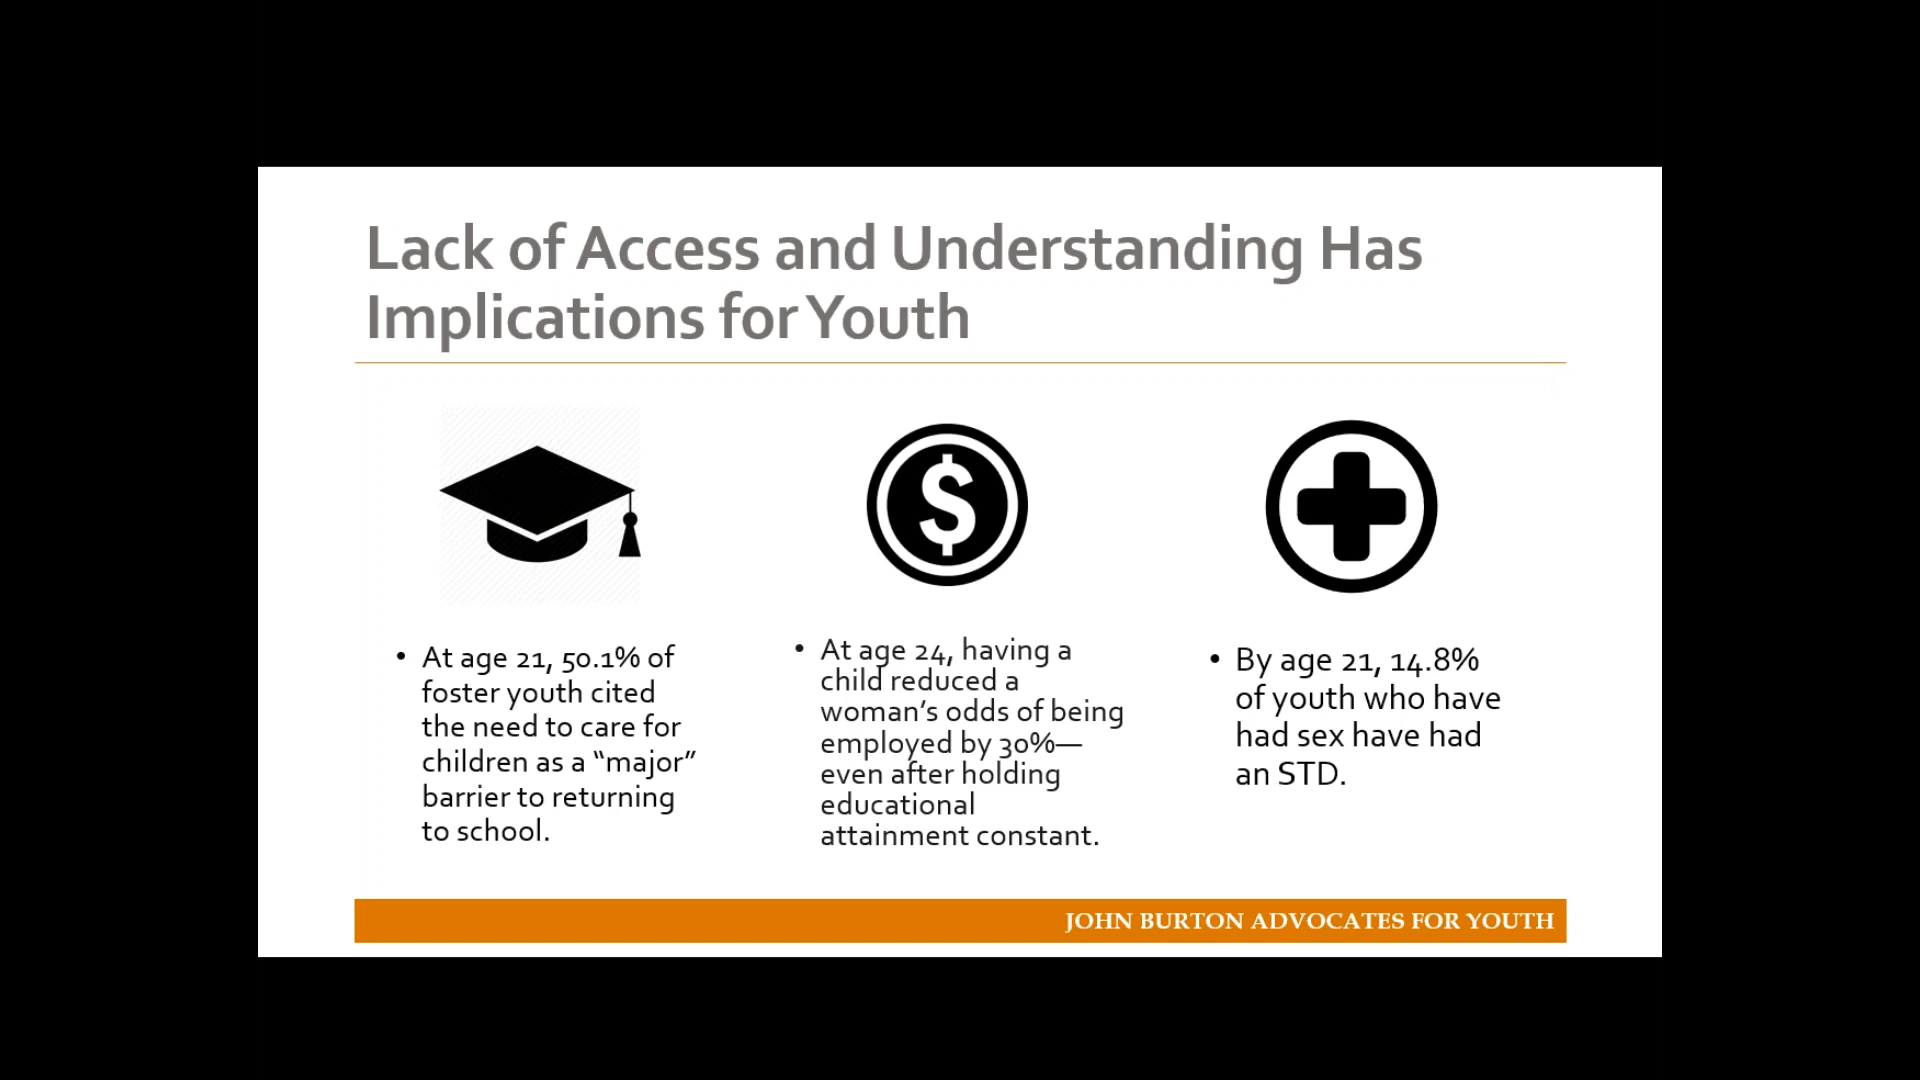 Lack of Access and Understanding Has
Implications for Youth
$
• At age 21, 50.1% of
foster youth cited
the need to care for
children as a “major”
barrier to returning
to school.
• At age 24, having a
child reduced a
woman’s odds of being
employed by 30%—
even after holding
educational
attainment constant.
• By age 21, 14.8%
of youth who have
had sex have had
an STD.
JOHN BURTON ADVOCATES FOR YOUTH